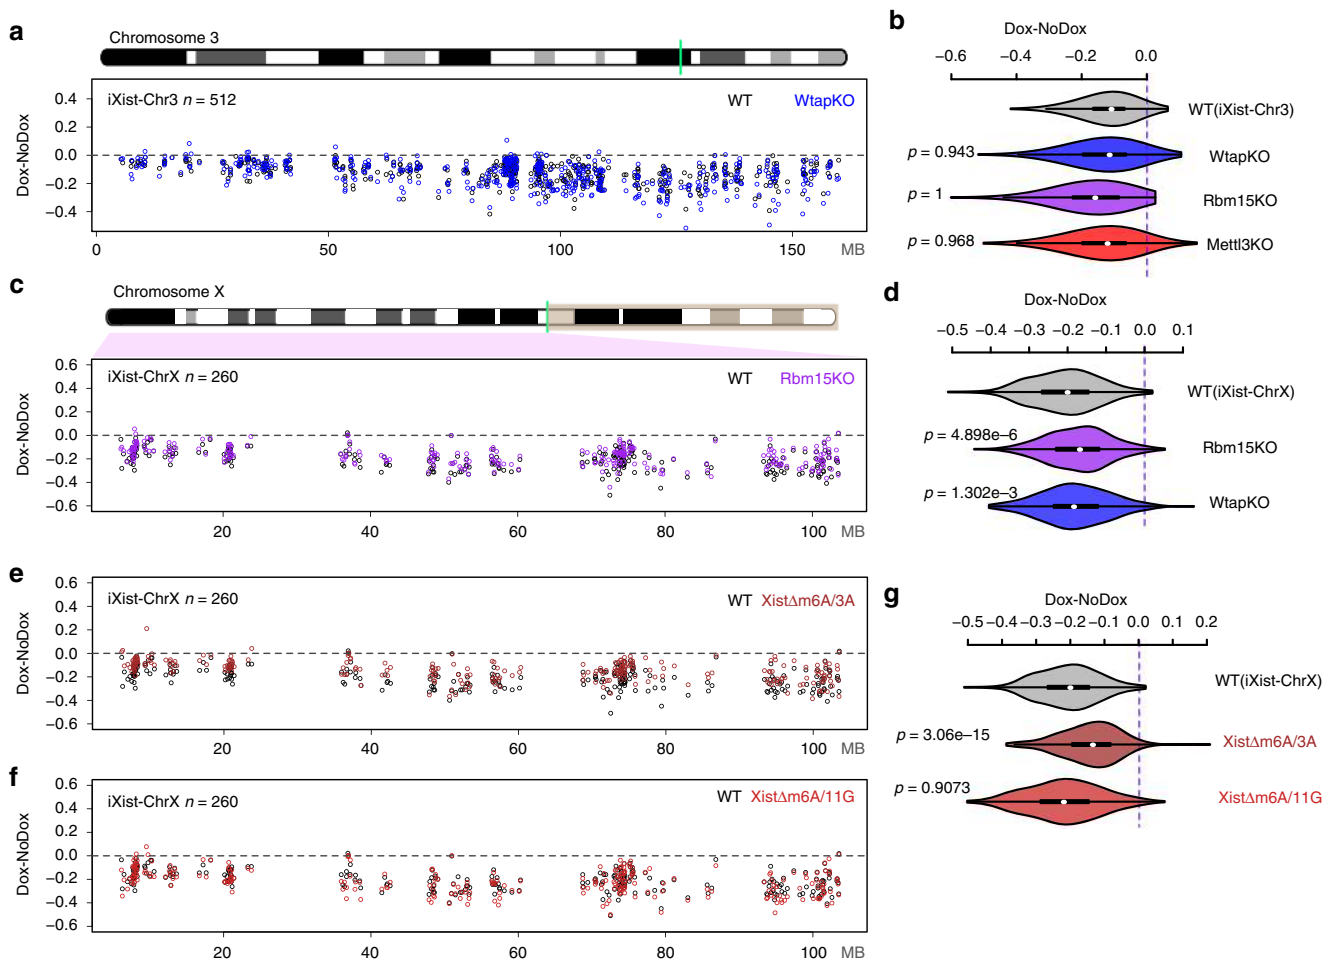 a
Chromosome 3
iXist-Chr3 n = 512
WT WtapKO
Dox-NoDox
0.4
0.2
0.0
−0.2
−0.4
0 50 100 150 MB
b
Dox-NoDox
−0.6 −0.4 −0.2 0.0
WT(iXist-Chr3)
p = 0.943 WtapKO
p = 1 Rbm15KO
p = 0.968 Mettl3KO
c
Chromosome X
iXist-ChrX n = 260
WT Rbm15KO
Dox-NoDox
0.6
0.4
0.2
0.0
−0.2
−0.4
−0.6
20 40 60 80 100 MB
d
Dox-NoDox
−0.5 −0.4 −0.3 −0.2 −0.1 0.0 0.1
WT(iXist-ChrX)
p = 4.898e−6 Rbm15KO
p = 1.302e−3 WtapKO
e
iXist-ChrX n = 260
WT XistΔm6A/3A
Dox-NoDox
0.6
0.4
0.2
0.0
−0.2
−0.4
−0.6
20 40 60 80 100 MB
f
iXist-ChrX n = 260
WT XistΔm6A/11G
Dox-NoDox
0.6
0.4
0.2
0.0
−0.2
−0.4
−0.6
20 40 60 80 100 MB
g
Dox-NoDox
−0.5 −0.4 −0.3 −0.2 −0.1 0.0 0.1 0.2
WT(iXist-ChrX)
p = 3.06e−15 XistΔm6A/3A
p = 0.9073 XistΔm6A/11G